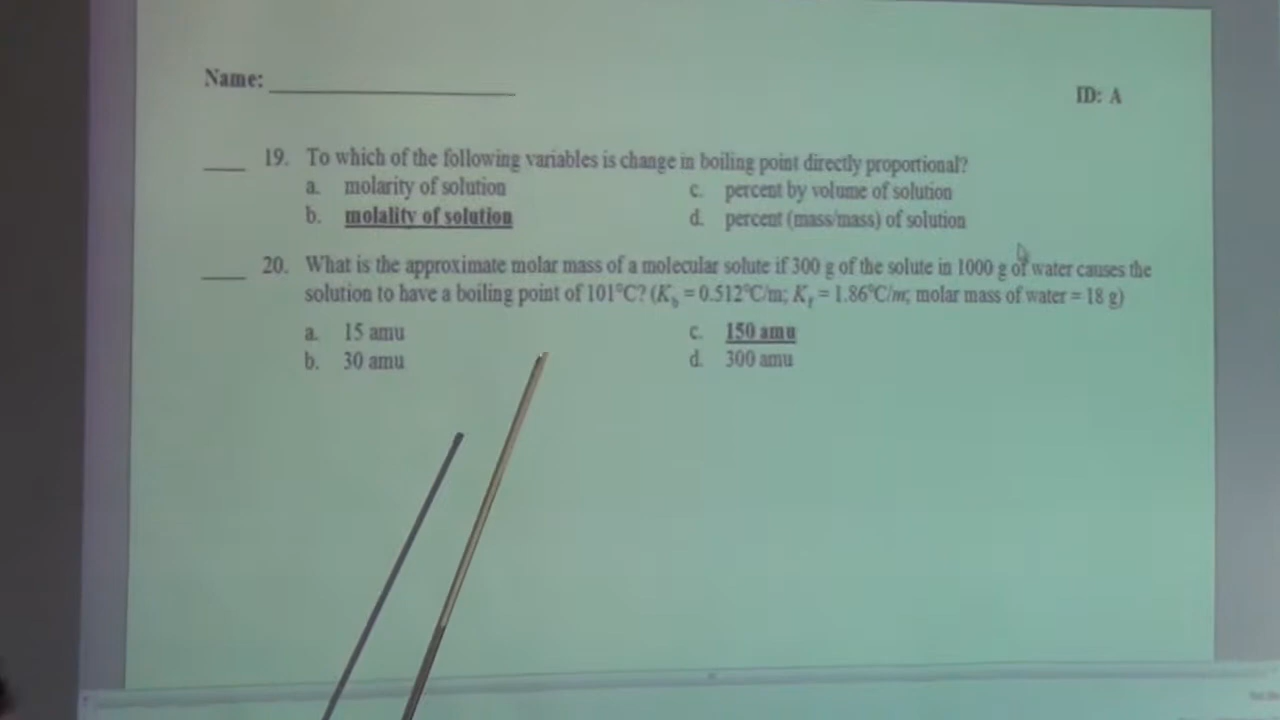 Name: _______________
ID: A
____ 19. To which of the following variables is change in boiling point directly proportional?
a. molarity of solution
c. percent by volume of solution
b. molality of solution
d. percent (mass/mass) of solution
____ 20. What is the approximate molar mass of a molecular solute if 300 g of the solute in 1000 g of water causes the
solution to have a boiling point of 101°C? (Kb = 0.512°C/m; Kf = 1.86°C/m; molar mass of water = 18 g)
a. 15 amu
c. 150 amu
b. 30 amu
d. 300 amu